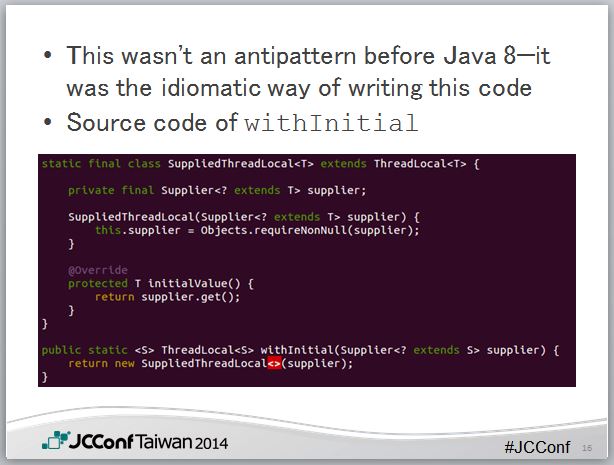 • This wasn't an antipattern before Java 8—it
was the idiomatic way of writing this code
• Source code of withInitial
static final class SuppliedThreadLocal<T> extends ThreadLocal<T> {
private final Supplier<? extends T> supplier;
SuppliedThreadLocal(Supplier<? extends T> supplier) {
this.supplier = Objects.requireNonNull(supplier);
}
@Override
protected T initialValue() {
return supplier.get();
}
}
public static <S> ThreadLocal<S> withInitial(Supplier<? extends S> supplier) {
return new SuppliedThreadLocal<>(supplier);
}
JCConf Taiwan 2014
#JCConf 16